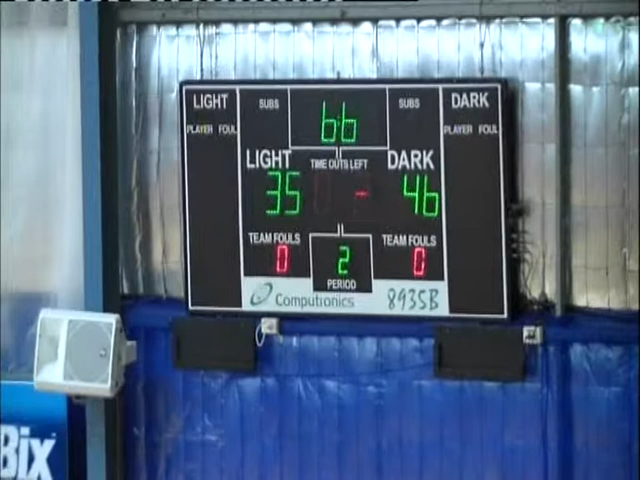 LIGHT SUBS SUBS DARK
PLAYER FOUL PLAYER FOUL
LIGHT TIME OUTS LEFT DARK
35 46
TEAM FOULS TEAM FOULS
0 2 0
PERIOD
Computronics 8935B
Bix